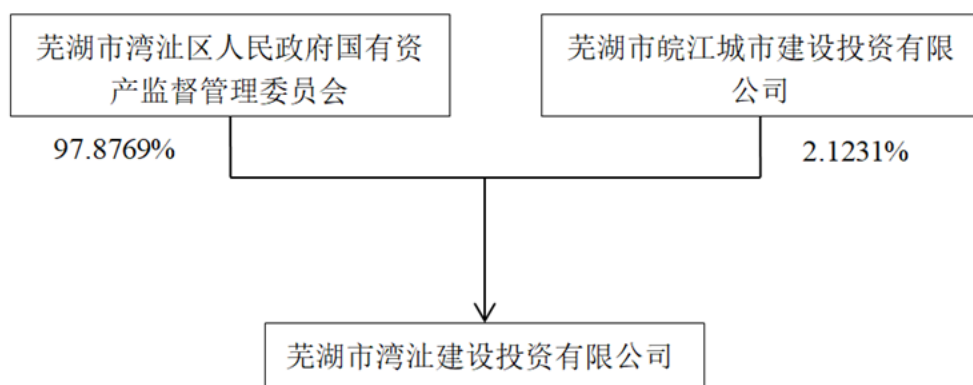 芜湖市湾沚区人民政府国有资
产监督管理委员会
芜湖市皖江城市建设投资有限
公司
97.8769%
2.1231%
芜湖市湾沚建设投资有限公司